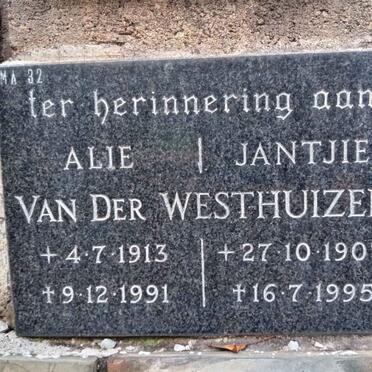 MA 32
ter herinnering aan
ALIE | JANTJIE
VAN DER WESTHUIZE
+ 4·7·1913 | + 27·10·190
†9·12·1991 | †16·7·1995